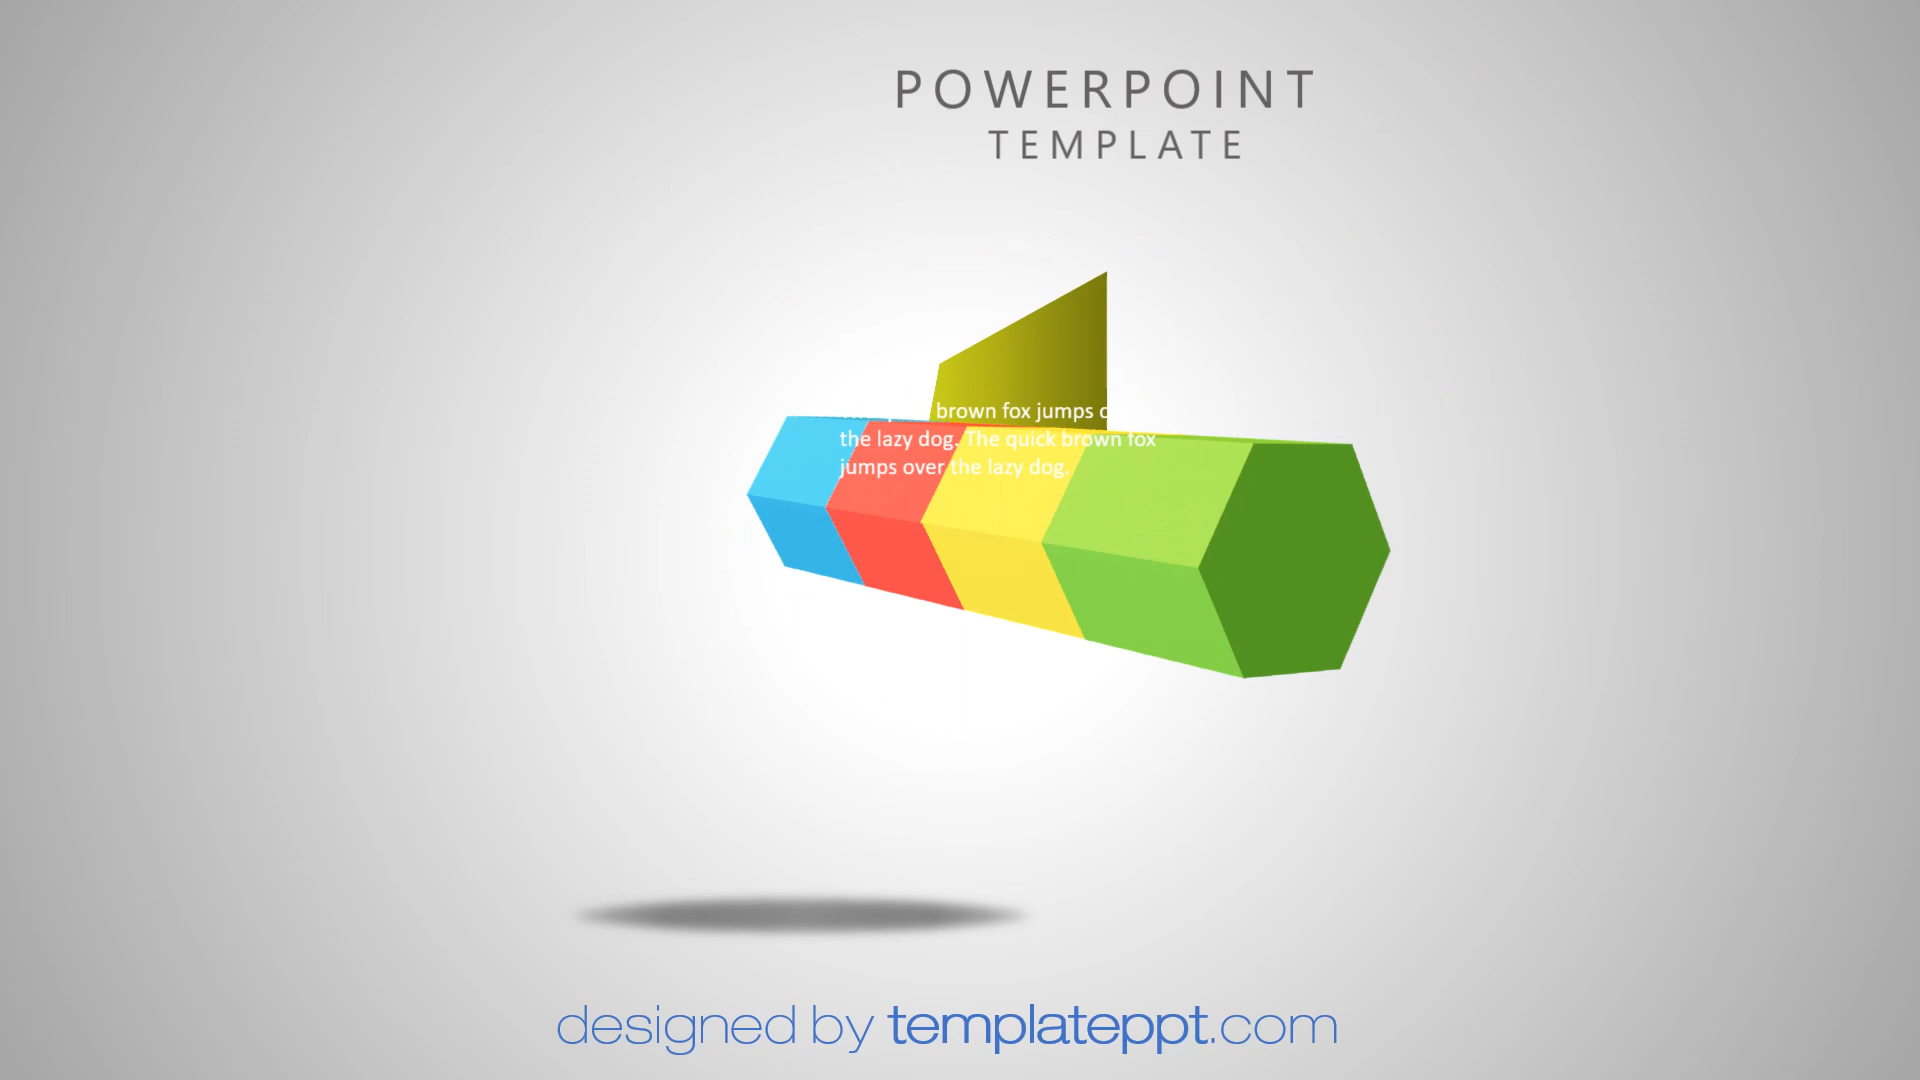 POWERPOINT
TEMPLATE
brown fox jumps
the lazy dog. The quick brown fox
jumps over the lazy dog.
designed by templateppt.com